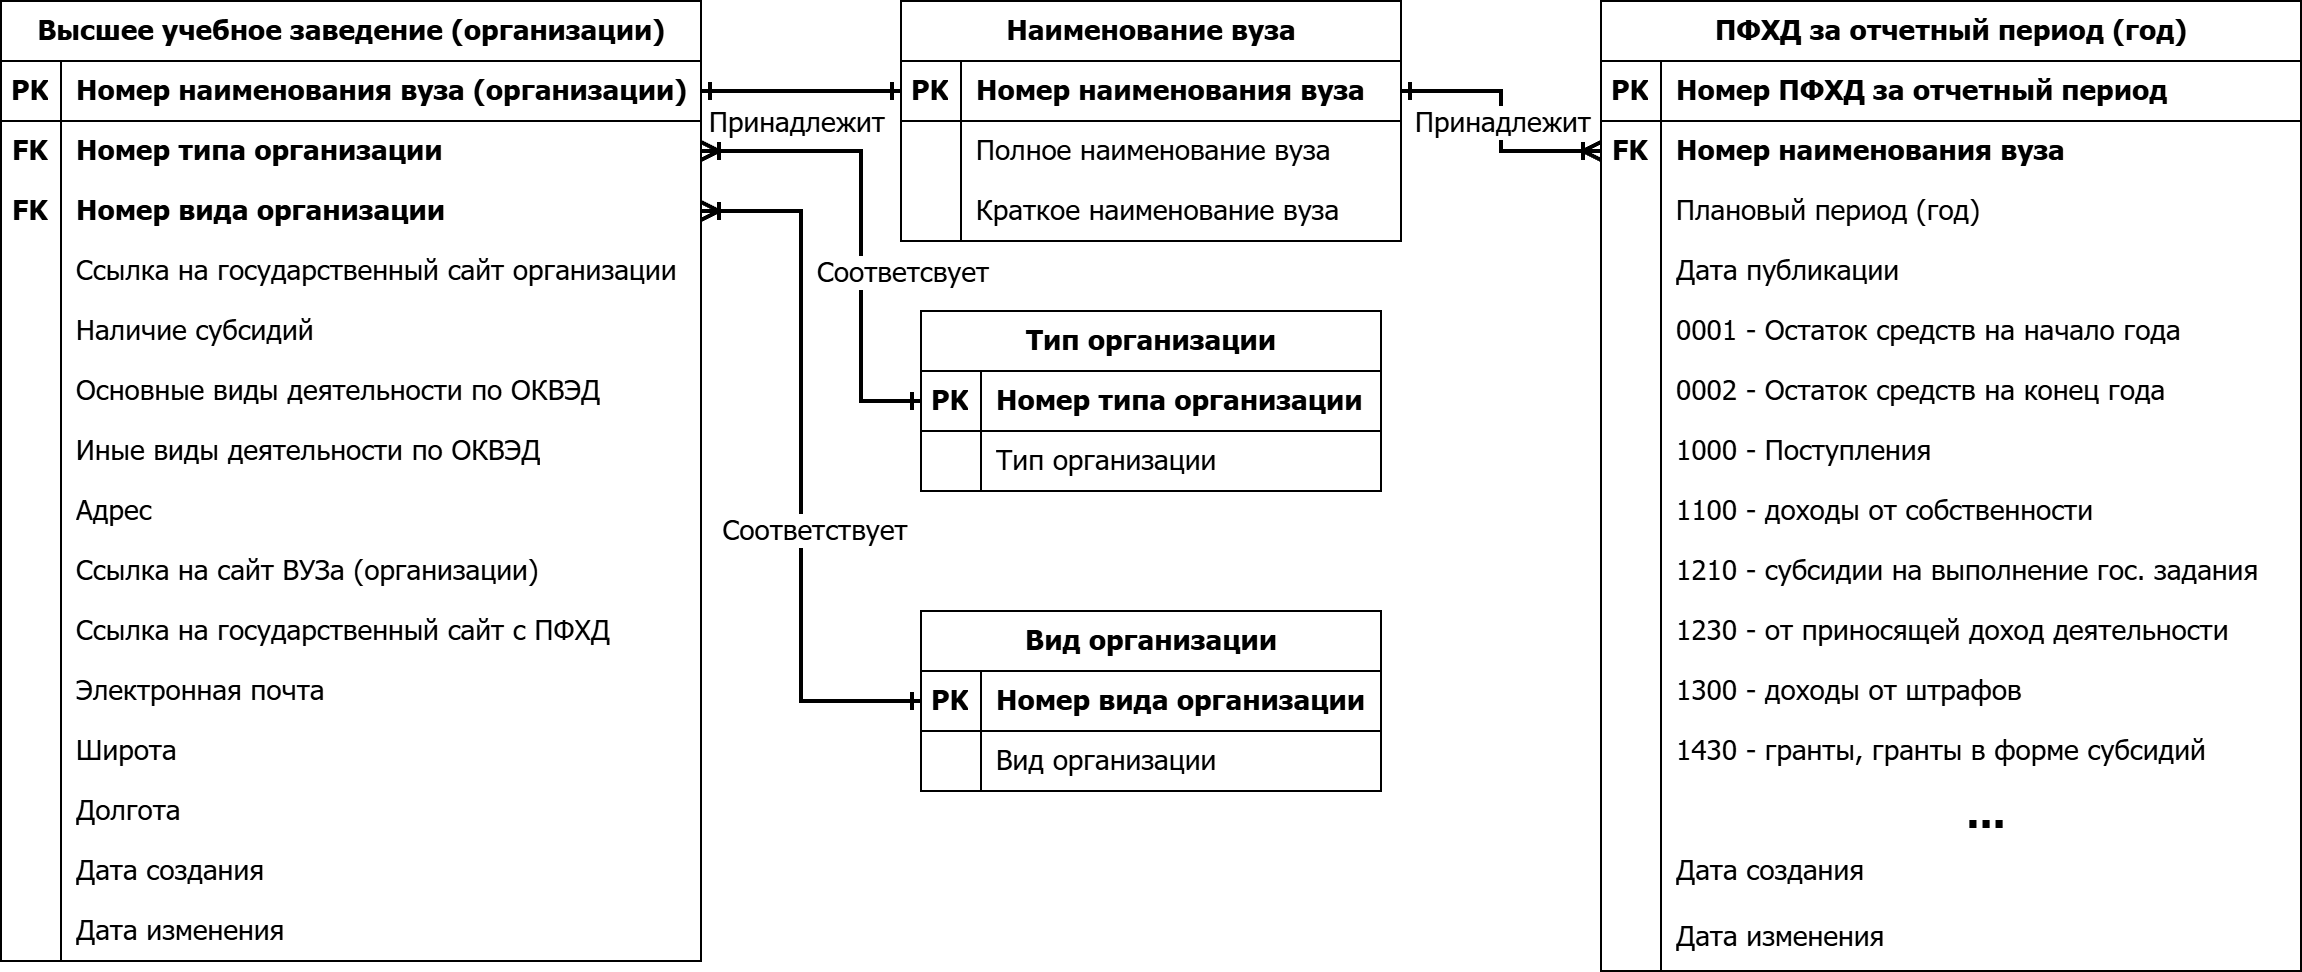 Высшее учебное заведение (организации)
PK Номер наименования вуза (организации)
FK Номер типа организации
FK Номер вида организации
Ссылка на государственный сайт организации
Наличие субсидий
Основные виды деятельности по ОКВЭД
Иные виды деятельности по ОКВЭД
Адрес
Ссылка на сайт ВУЗа (организации)
Ссылка на государственный сайт с ПФХД
Электронная почта
Широта
Долгота
Дата создания
Дата изменения
Принадлежит
Соответсвует
Соответствует
Наименование вуза
PK Номер наименования вуза
Полное наименование вуза
Краткое наименование вуза
Тип организации
PK Номер типа организации
Тип организации
Вид организации
PK Номер вида организации
Вид организации
Принадлежит
ПФХД за отчетный период (год)
PK Номер ПФХД за отчетный период
FK Номер наименования вуза
Плановый период (год)
Дата публикации
0001 - Остаток средств на начало года
0002 - Остаток средств на конец года
1000 - Поступления
1100 - доходы от собственности
1210 - субсидии на выполнение гос. задания
1230 - от приносящей доход деятельности
1300 - доходы от штрафов
1430 - гранты, гранты в форме субсидий
...
Дата создания
Дата изменения